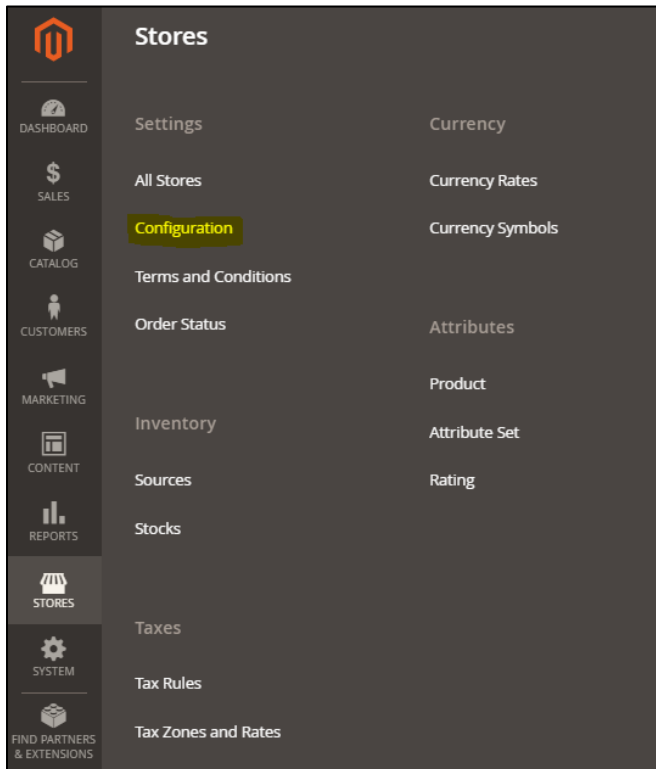 DASHBOARD
SALES
CATALOG
CUSTOMERS
MARKETING
CONTENT
REPORTS
STORES
SYSTEM
FIND PARTNERS
& EXTENSIONS
Stores
Settings
All Stores
Configuration
Terms and Conditions
Order Status
Inventory
Sources
Stocks
Taxes
Tax Rules
Tax Zones and Rates
Currency
Currency Rates
Currency Symbols
Attributes
Product
Attribute Set
Rating